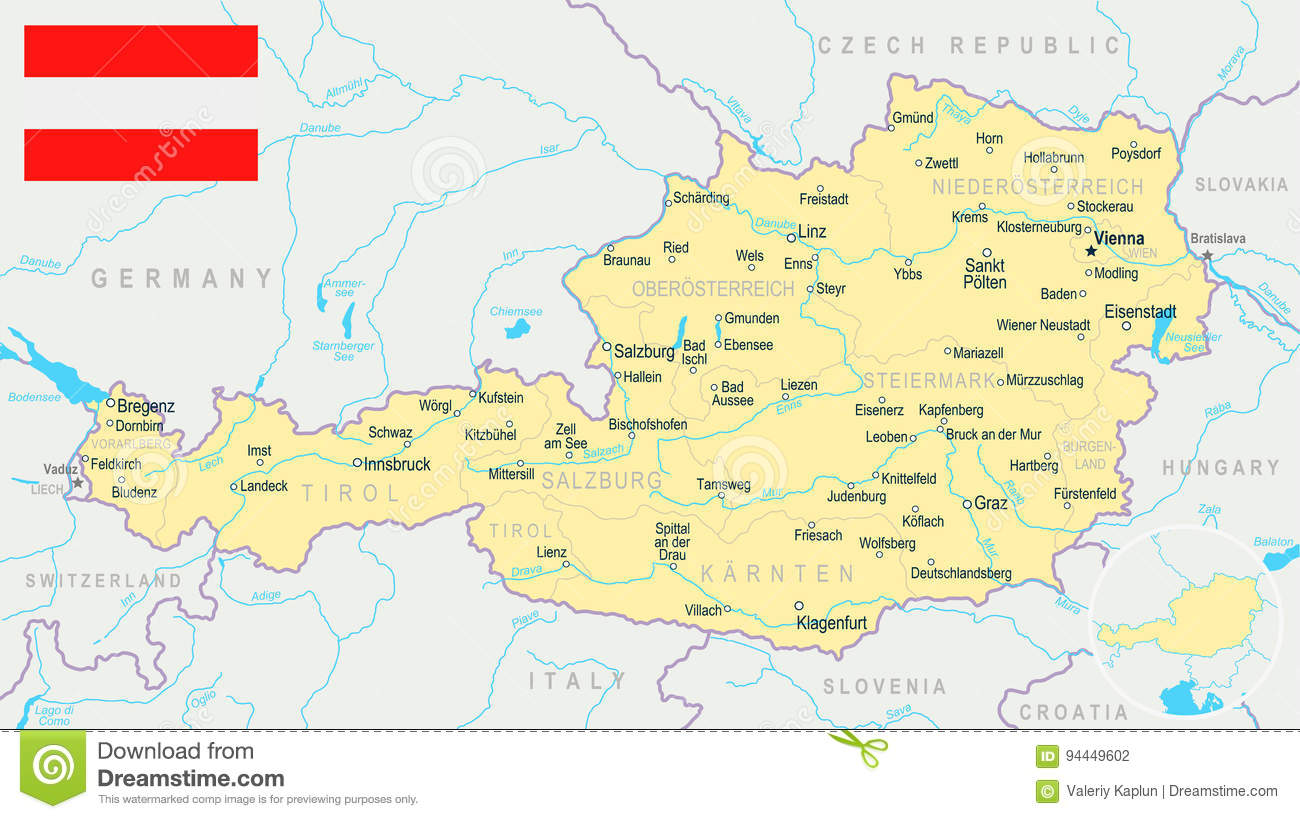 CZECH REPUBLIC
Altmühl
Danube
Isar
Vltava
Thaya
Dyje
Morava
Gmünd
Horn
Zwettl
Hollabrunn
Poysdorf
NIEDERÖSTERREICH
SLOVAKIA
Schärding
Freistadt
Krems
Stockerau
Danube
Linz
Klosterneuburg
Vienna
WIEN
Bratislava
Danube
GERMANY
Inn
Braunau
Ried
Wels
Enns
Ybbs
Sankt
Pölten
Modling
Baden
Danube
Ammer-
see
OBERÖSTERREICH
Steyr
Eisenstadt
Chiemsee
Gmunden
Wiener Neustadt
Neusiedler
See
Starnberger
See
Salzburg
Bad
Ischl
Ebensee
Mariazell
Hallein
Bad
Aussee
Liezen
STEIERMARK
Mürzzuschlag
Bodensee
Bregenz
Wörgl
Kufstein
Enns
Eisenerz
Kapfenberg
Rába
Dornbirn
Schwaz
Kitzbühel
Zell
am See
Bischofshofen
Leoben
Bruck an der Mur
VORARLBERG
Imst
Salzach
BURGEN-
LAND
Vaduz
Feldkirch
Lech
Innsbruck
Mittersill
Hartberg
HUNGARY
LIECH.
Bludenz
Landeck
TIROL
SALZBURG
Tamsweg
Mur
Knittelfeld
Judenburg
Raab
Fürstenfeld
Graz
Köflach
Zala
TIROL
Spittal
an der
Drau
Friesach
Wolfsberg
Mur
Balaton
Lienz
Drava
KÄRNTEN
Deutschlandsberg
SWITZERLAND
Inn
Adige
Piave
Villach
Klagenfurt
Mura
ITALY
SLOVENIA
Oglio
Lago di
Como
Sava
CROATIA
dreamstime
Download from
Dreamstime.com
This watermarked comp image is for previewing purposes only.
ID 94449602
© Valeriy Kaplun | Dreamstime.com